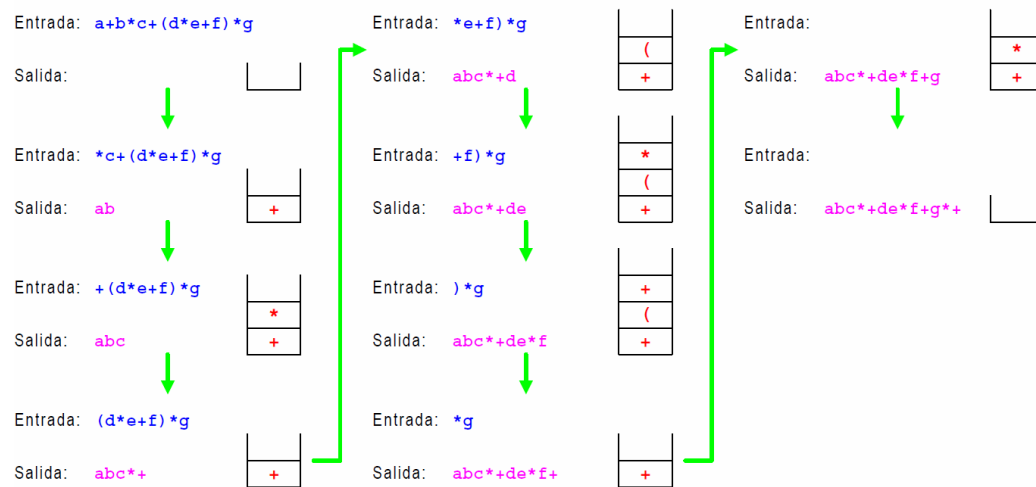 Entrada: a+b*c+(d*e+f)*g
Salida:
Entrada: *c+(d*e+f)*g
Salida: ab
+
Entrada: +(d*e+f)*g
*
Salida: abc
+
Entrada: (d*e+f)*g
Salida: abc*+
+
Entrada: *e+f)*g
(
Salida: abc*+d
+
*
Entrada: +f)*g
(
Salida: abc*+de
+
Entrada: )*g
+
(
Salida: abc*+de*f
+
Entrada: *g
Salida: abc*+de*f+
+
Entrada:
*
Salida: abc*+de*f+g
+
Entrada:
Salida: abc*+de*f+g*+